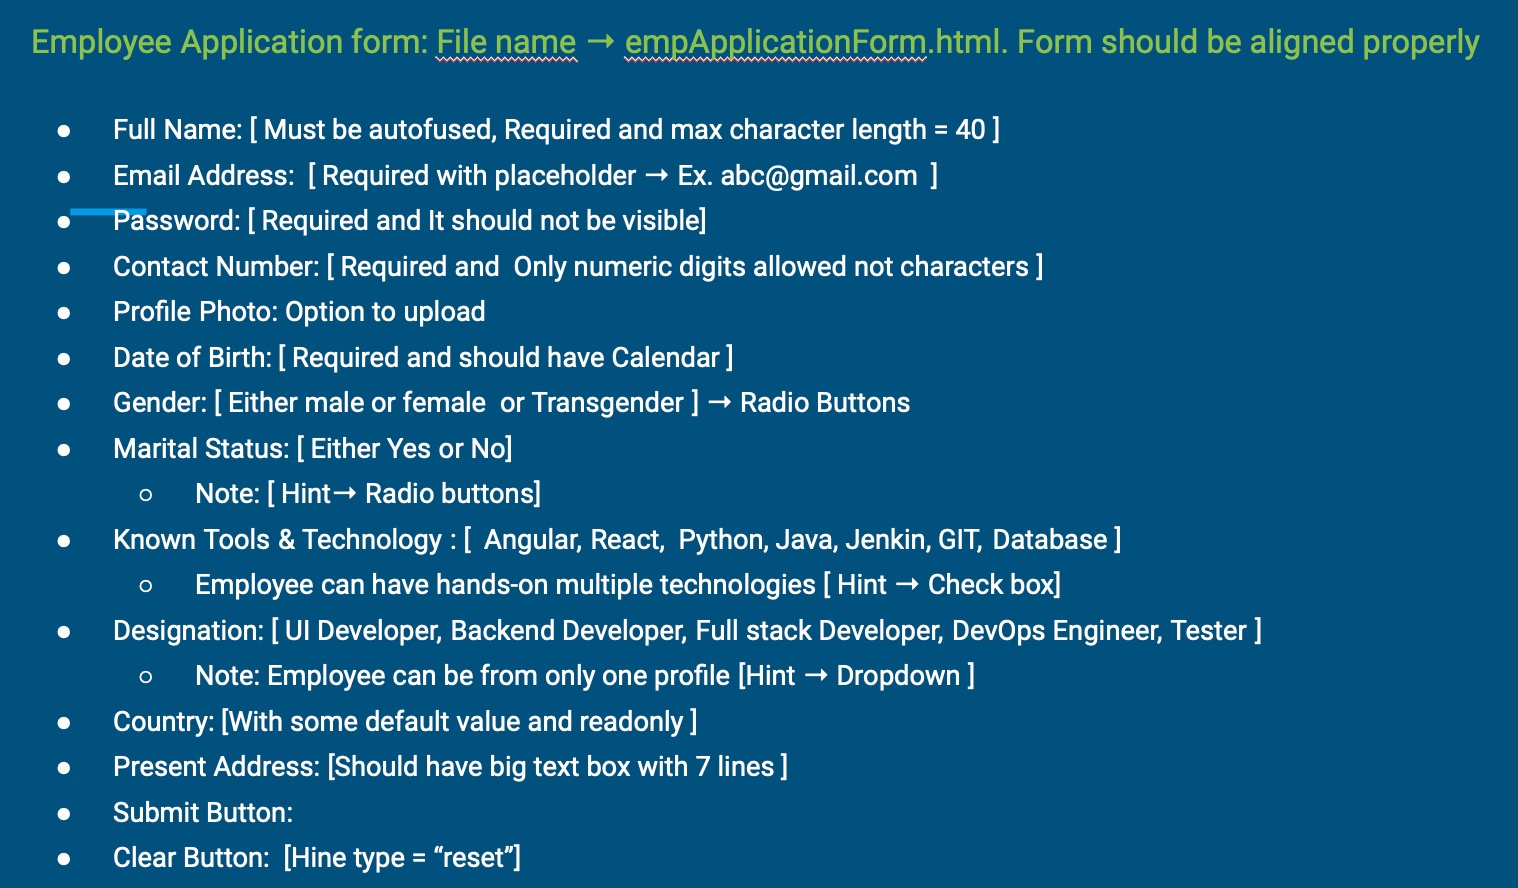 Employee Application form: File name → empApplicationForm.html. Form should be aligned properly
● Full Name: [ Must be autofused, Required and max character length = 40 ]
● Email Address:  [ Required with placeholder → Ex. abc@gmail.com  ]
● Password: [ Required and It should not be visible]
● Contact Number: [ Required and  Only numeric digits allowed not characters ]
● Profile Photo: Option to upload
● Date of Birth: [ Required and should have Calendar ]
● Gender: [ Either male or female  or Transgender ] → Radio Buttons
● Marital Status: [ Either Yes or No]
○ Note: [ Hint→ Radio buttons]
● Known Tools & Technology : [  Angular, React,  Python, Java, Jenkin, GIT,  Database ]
○ Employee can have hands-on multiple technologies [ Hint → Check box]
● Designation: [ UI Developer, Backend Developer, Full stack Developer, DevOps Engineer, Tester ]
○ Note: Employee can be from only one profile [Hint → Dropdown ]
● Country: [With some default value and readonly ]
● Present Address: [Should have big text box with 7 lines ]
● Submit Button:
● Clear Button:  [Hine type = “reset”]